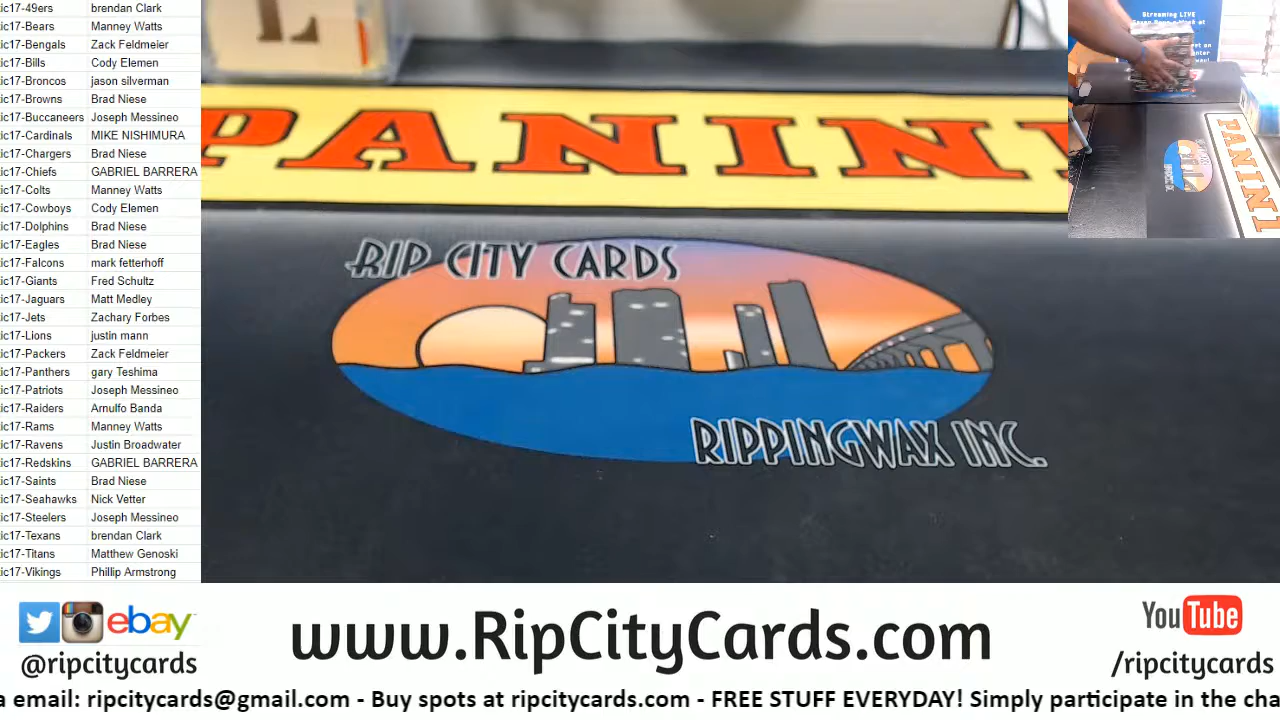 ic17-49ers brendan Clark
ic17-Bears Manney Watts
ic17-Bengals Zack Feldmeier
ic17-Bills Cody Elemen
ic17-Broncos jason silverman
ic17-Browns Brad Niese
ic17-Buccaneers Joseph Messineo
ic17-Cardinals MIKE NISHIMURA
ic17-Chargers Brad Niese
ic17-Chiefs GABRIEL BARRERA
ic17-Colts Manney Watts
ic17-Cowboys Cody Elemen
ic17-Dolphins Brad Niese
ic17-Eagles Brad Niese
ic17-Falcons mark fetterhoff
ic17-Giants Fred Schultz
ic17-Jaguars Matt Medley
ic17-Jets Zachary Forbes
ic17-Lions justin mann
ic17-Packers Zack Feldmeier
ic17-Panthers gary Teshima
ic17-Patriots Joseph Messineo
ic17-Raiders Arnulfo Banda
ic17-Rams Manney Watts
ic17-Ravens Justin Broadwater
ic17-Redskins GABRIEL BARRERA
ic17-Saints Brad Niese
ic17-Seahawks Nick Vetter
ic17-Steelers Joseph Messineo
ic17-Texans brendan Clark
ic17-Titans Matthew Genoski
ic17-Vikings Phillip Armstrong
PANINI
RIP CITY CARDS
RIPPINGWAX INC.
Streaming LIVE
PANINI
ebay
@ripcitycards
www.RipCityCards.com
YouTube
/ripcitycards
a email: ripcitycards@gmail.com - Buy spots at ripcitycards.com - FREE STUFF EVERYDAY! Simply participate in the cha